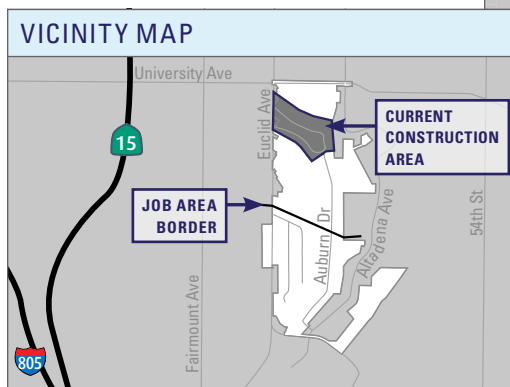 VICINITY MAP
University Ave
Euclid Ave
CURRENT
CONSTRUCTION
AREA
15
JOB AREA
BORDER
Auburn Dr
Altadena Ave
54th St
Fairmount Ave
805